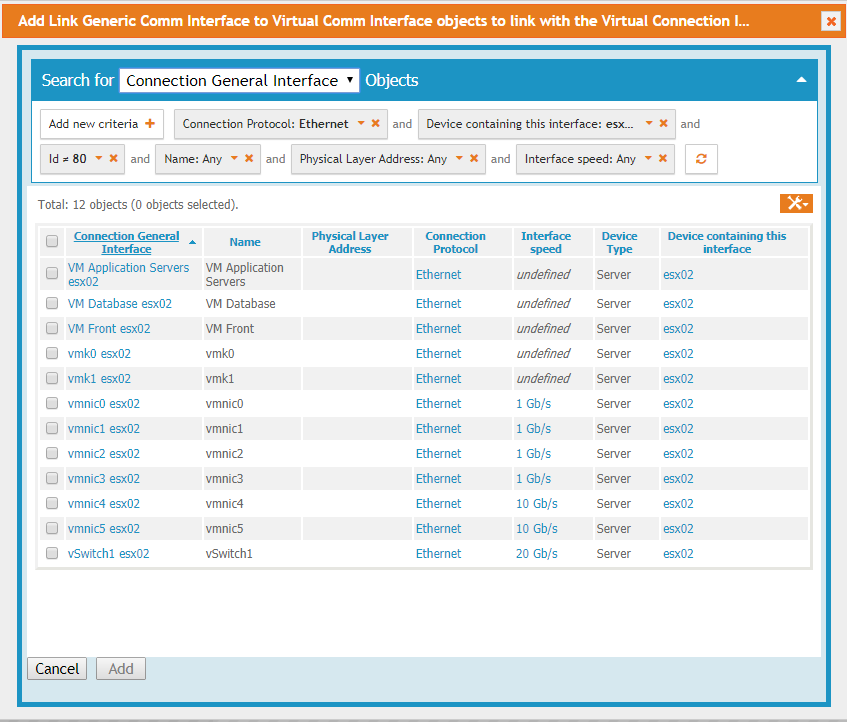 Add Link Generic Comm Interface to Virtual Comm Interface objects to link with the Virtual Connection I...
Search for Connection General Interface Objects
Add new criteria + Connection Protocol: Ethernet and Device containing this interface: esx... and
Id ≠ 80 and Name: Any and Physical Layer Address: Any and Interface speed: Any
Total: 12 objects (0 objects selected).
Connection General Interface Name Physical Layer Address Connection Protocol Interface speed Device Type Device containing this interface
VM Application Servers esx02 VM Application Servers Ethernet undefined Server esx02
VM Database esx02 VM Database Ethernet undefined Server esx02
VM Front esx02 VM Front Ethernet undefined Server esx02
vmk0 esx02 vmk0 Ethernet undefined Server esx02
vmk1 esx02 vmk1 Ethernet undefined Server esx02
vmnic0 esx02 vmnic0 Ethernet 1 Gb/s Server esx02
vmnic1 esx02 vmnic1 Ethernet 1 Gb/s Server esx02
vmnic2 esx02 vmnic2 Ethernet 1 Gb/s Server esx02
vmnic3 esx02 vmnic3 Ethernet 1 Gb/s Server esx02
vmnic4 esx02 vmnic4 Ethernet 10 Gb/s Server esx02
vmnic5 esx02 vmnic5 Ethernet 10 Gb/s Server esx02
vSwitch1 esx02 vSwitch1 Ethernet 20 Gb/s Server esx02
Cancel Add